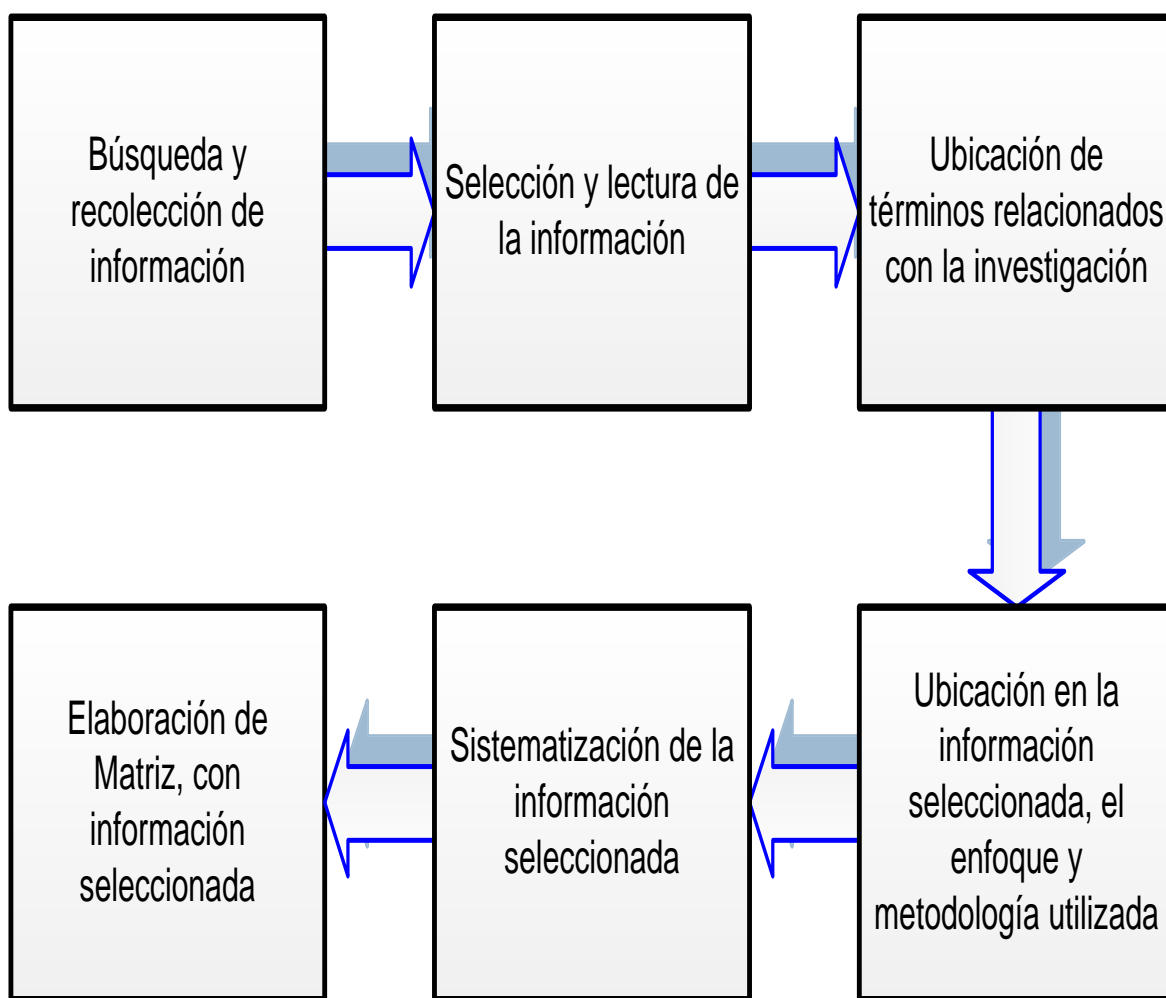 Búsqueda y
recolección de
información
Selección y lectura de
la información
Ubicación de
términos relacionados
con la investigación
Ubicación en la
información
seleccionada, el
enfoque y
metodología utilizada
Sistematización de la
información
seleccionada
Elaboración de
Matriz, con
información
seleccionada